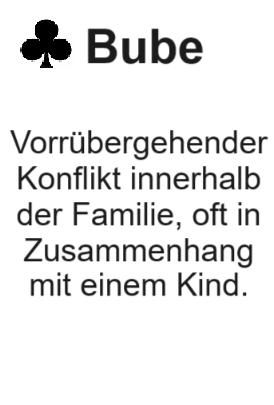 ♣ Bube
Vorrübergehender
Konflikt innerhalb
der Familie, oft in
Zusammenhang
mit einem Kind.